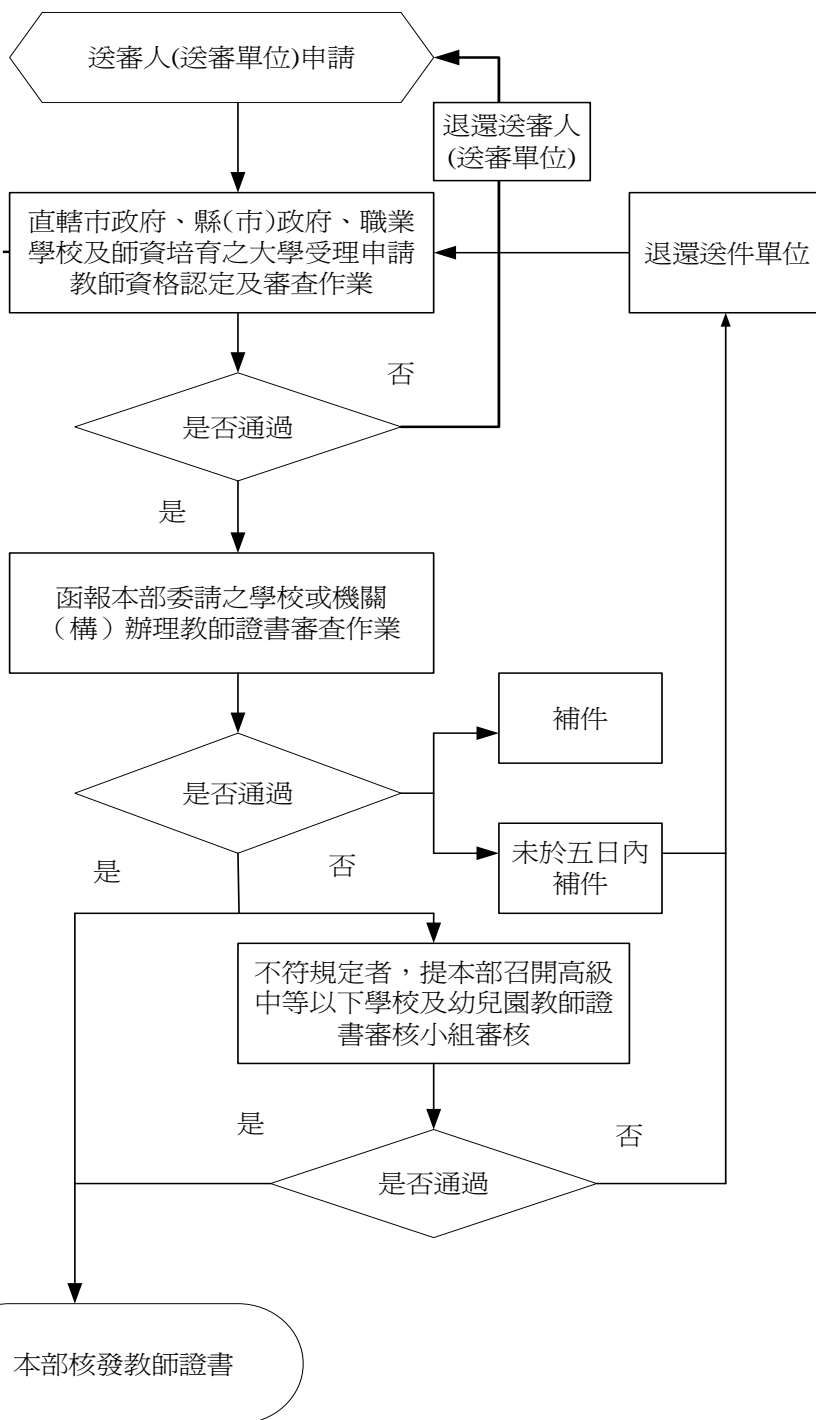 送審人(送審單位)申請
退還送審人
(送審單位)
直轄市政府、縣(市)政府、職業
學校及師資培育之大學受理申請
教師資格認定及審查作業
退還送件單位
否
是否通過
是
函報本部委請之學校或機關
（構）辦理教師證書審查作業
補件
是否通過
未於五日內
補件
是
否
不符規定者，提本部召開高級
中等以下學校及幼兒園教師證
書審核小組審核
是
否
是否通過
本部核發教師證書